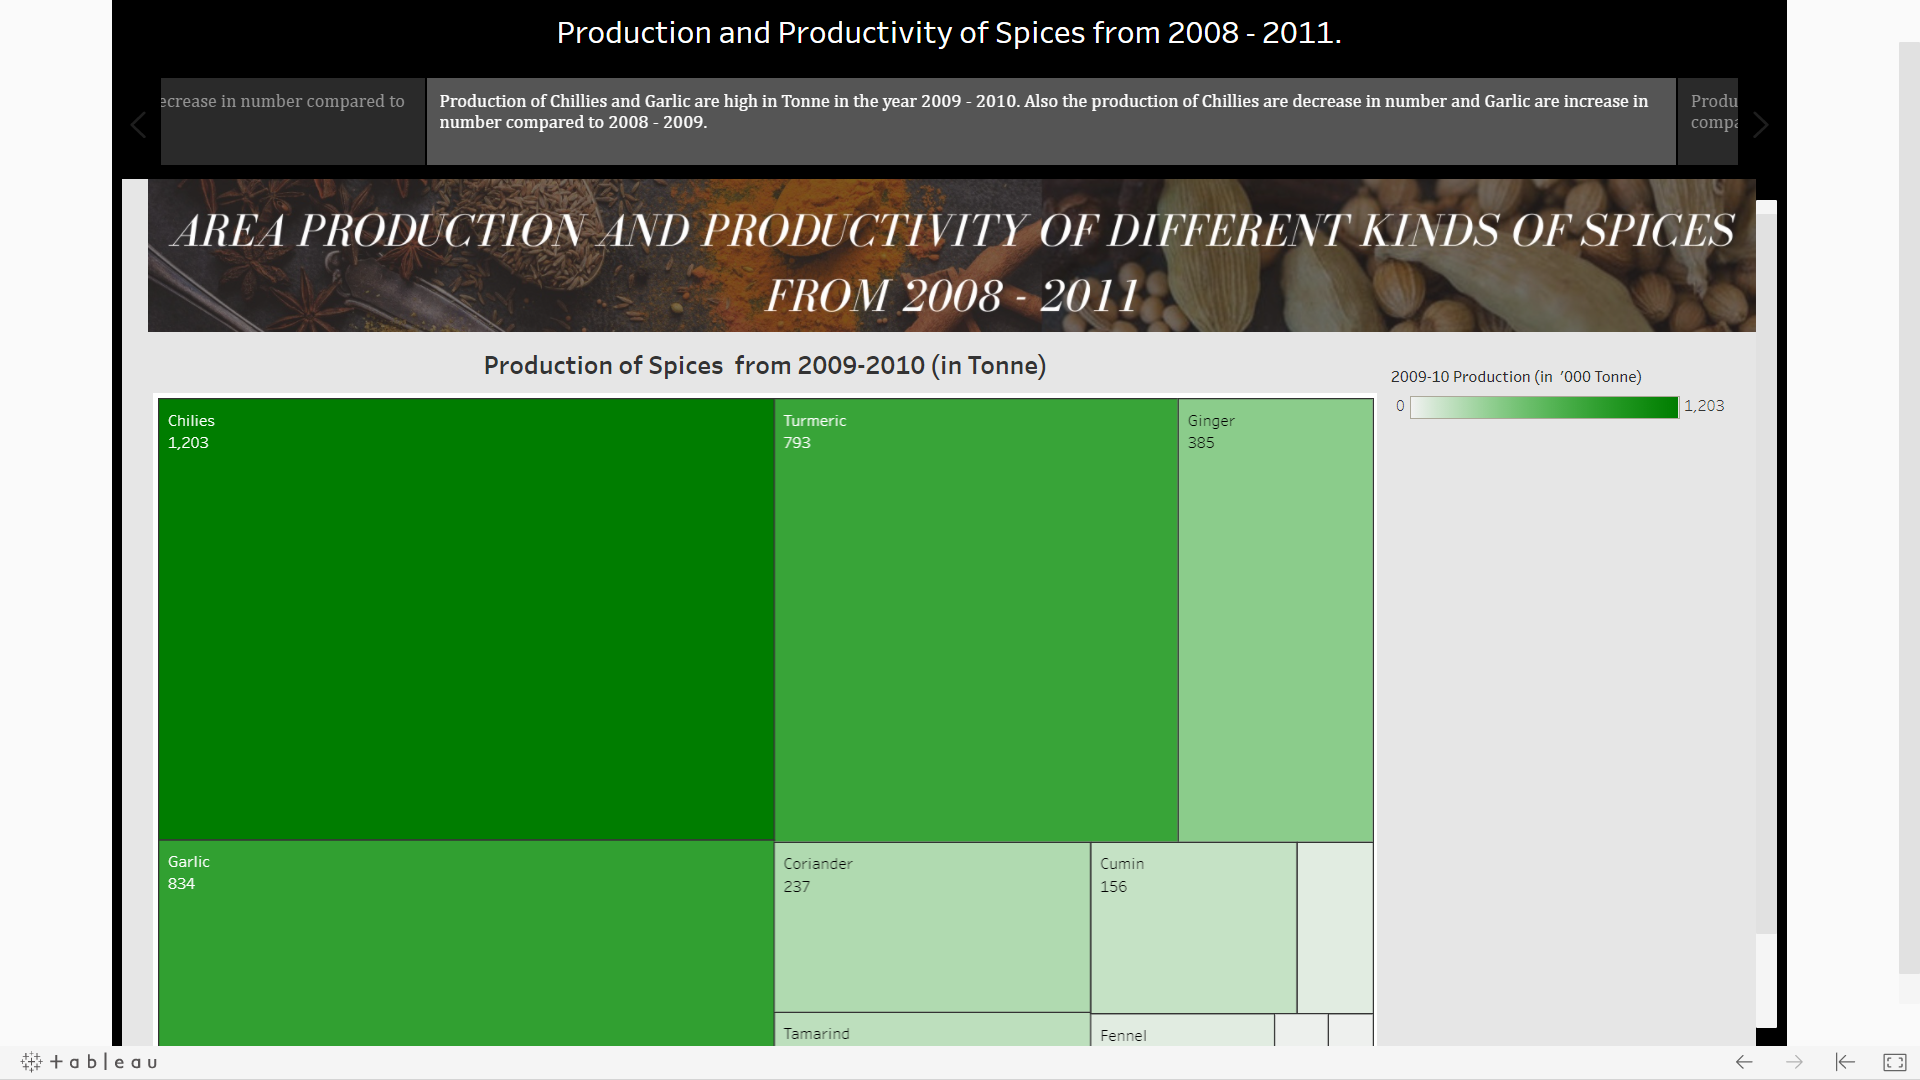 Production and Productivity of Spices from 2008 - 2011.
ecrease in number compared to
Production of Chillies and Garlic are high in Tonne in the year 2009 - 2010. Also the production of Chillies are decrease in number and Garlic are increase in
number compared to 2008 - 2009.
Produ
compa
AREA PRODUCTION AND PRODUCTIVITY OF DIFFERENT KINDS OF SPICES
FROM 2008 - 2011
Production of Spices from 2009-2010 (in Tonne)
2009-10 Production (in '000 Tonne)
0 1,203
Chilies
1,203
Turmeric
793
Ginger
385
Garlic
834
Coriander
237
Cumin
156
Tamarind
Fennel
+ a b | e a u